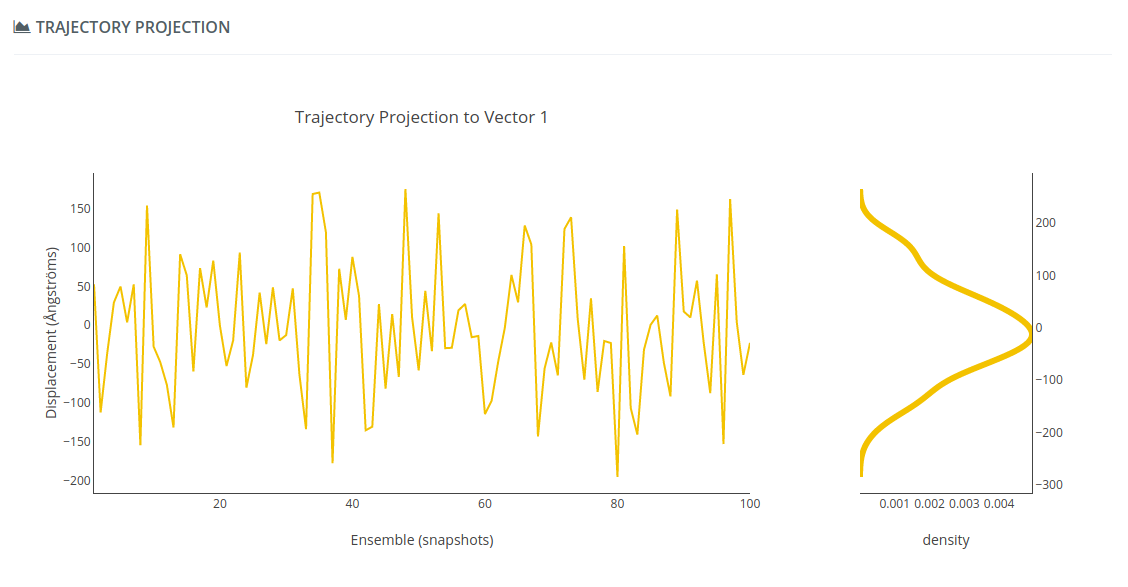 TRAJECTORY PROJECTION
Trajectory Projection to Vector 1
Displacement (Ångströms)
150
100
50
0
−50
−100
−150
−200
20 40 60 80 100
Ensemble (snapshots)
200
100
0
−100
−200
−300
0.001 0.002 0.003 0.004
density